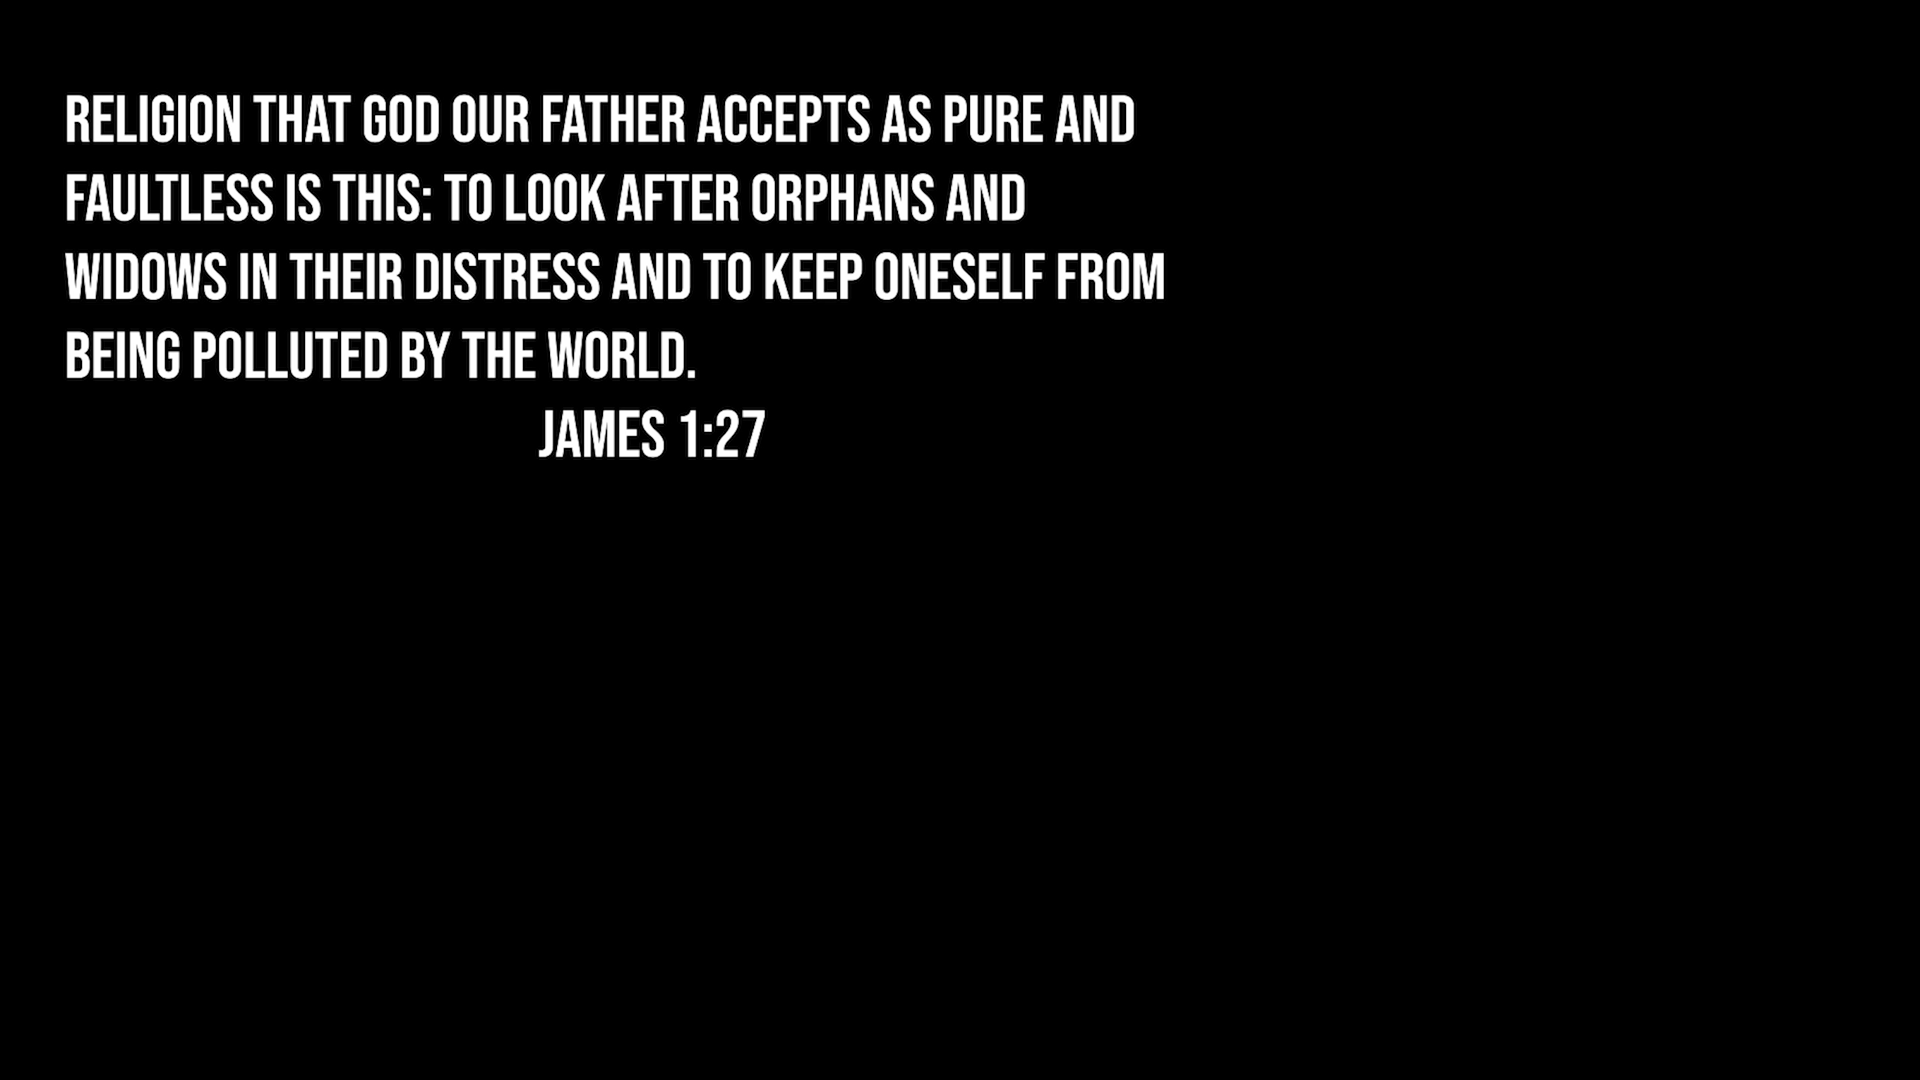 RELIGION THAT GOD OUR FATHER ACCEPTS AS PURE AND
FAULTLESS IS THIS: TO LOOK AFTER ORPHANS AND
WIDOWS IN THEIR DISTRESS AND TO KEEP ONESELF FROM
BEING POLLUTED BY THE WORLD.
JAMES 1:27